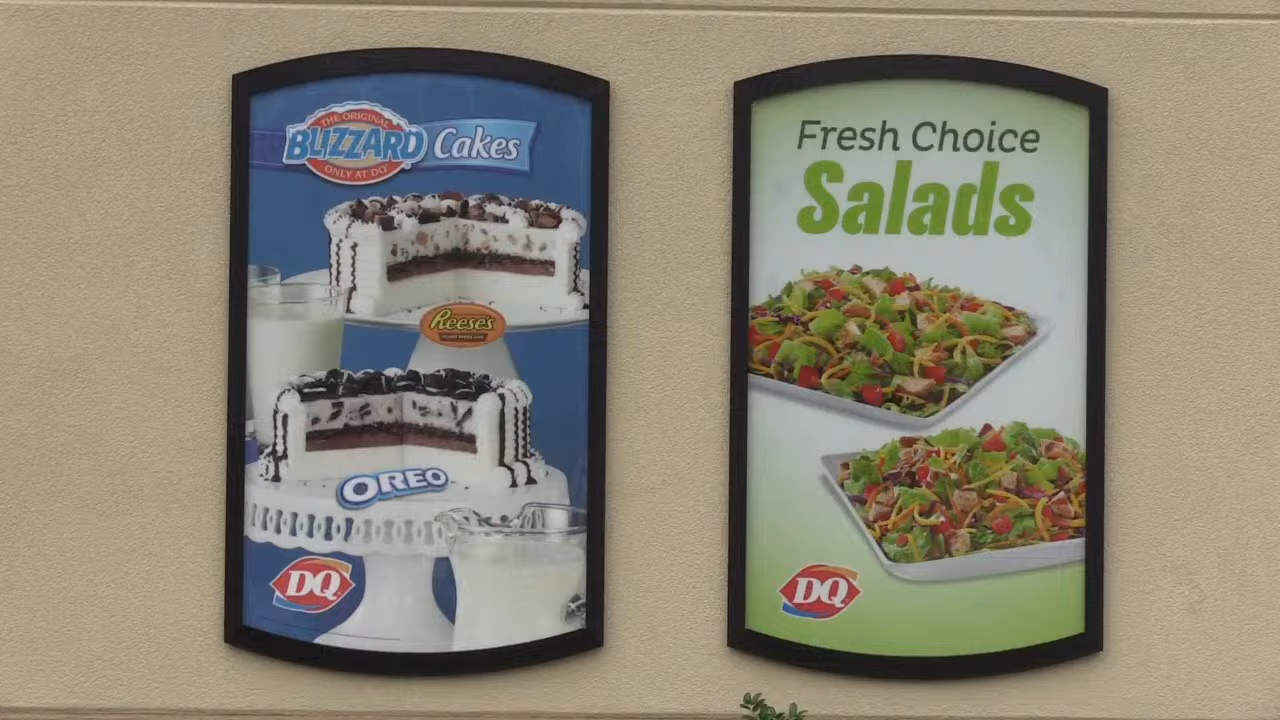 THE ORIGINAL
BLIZZARD Cakes
ONLY AT DQ
REESE'S
OREO
DQ
Fresh Choice
Salads
DQ